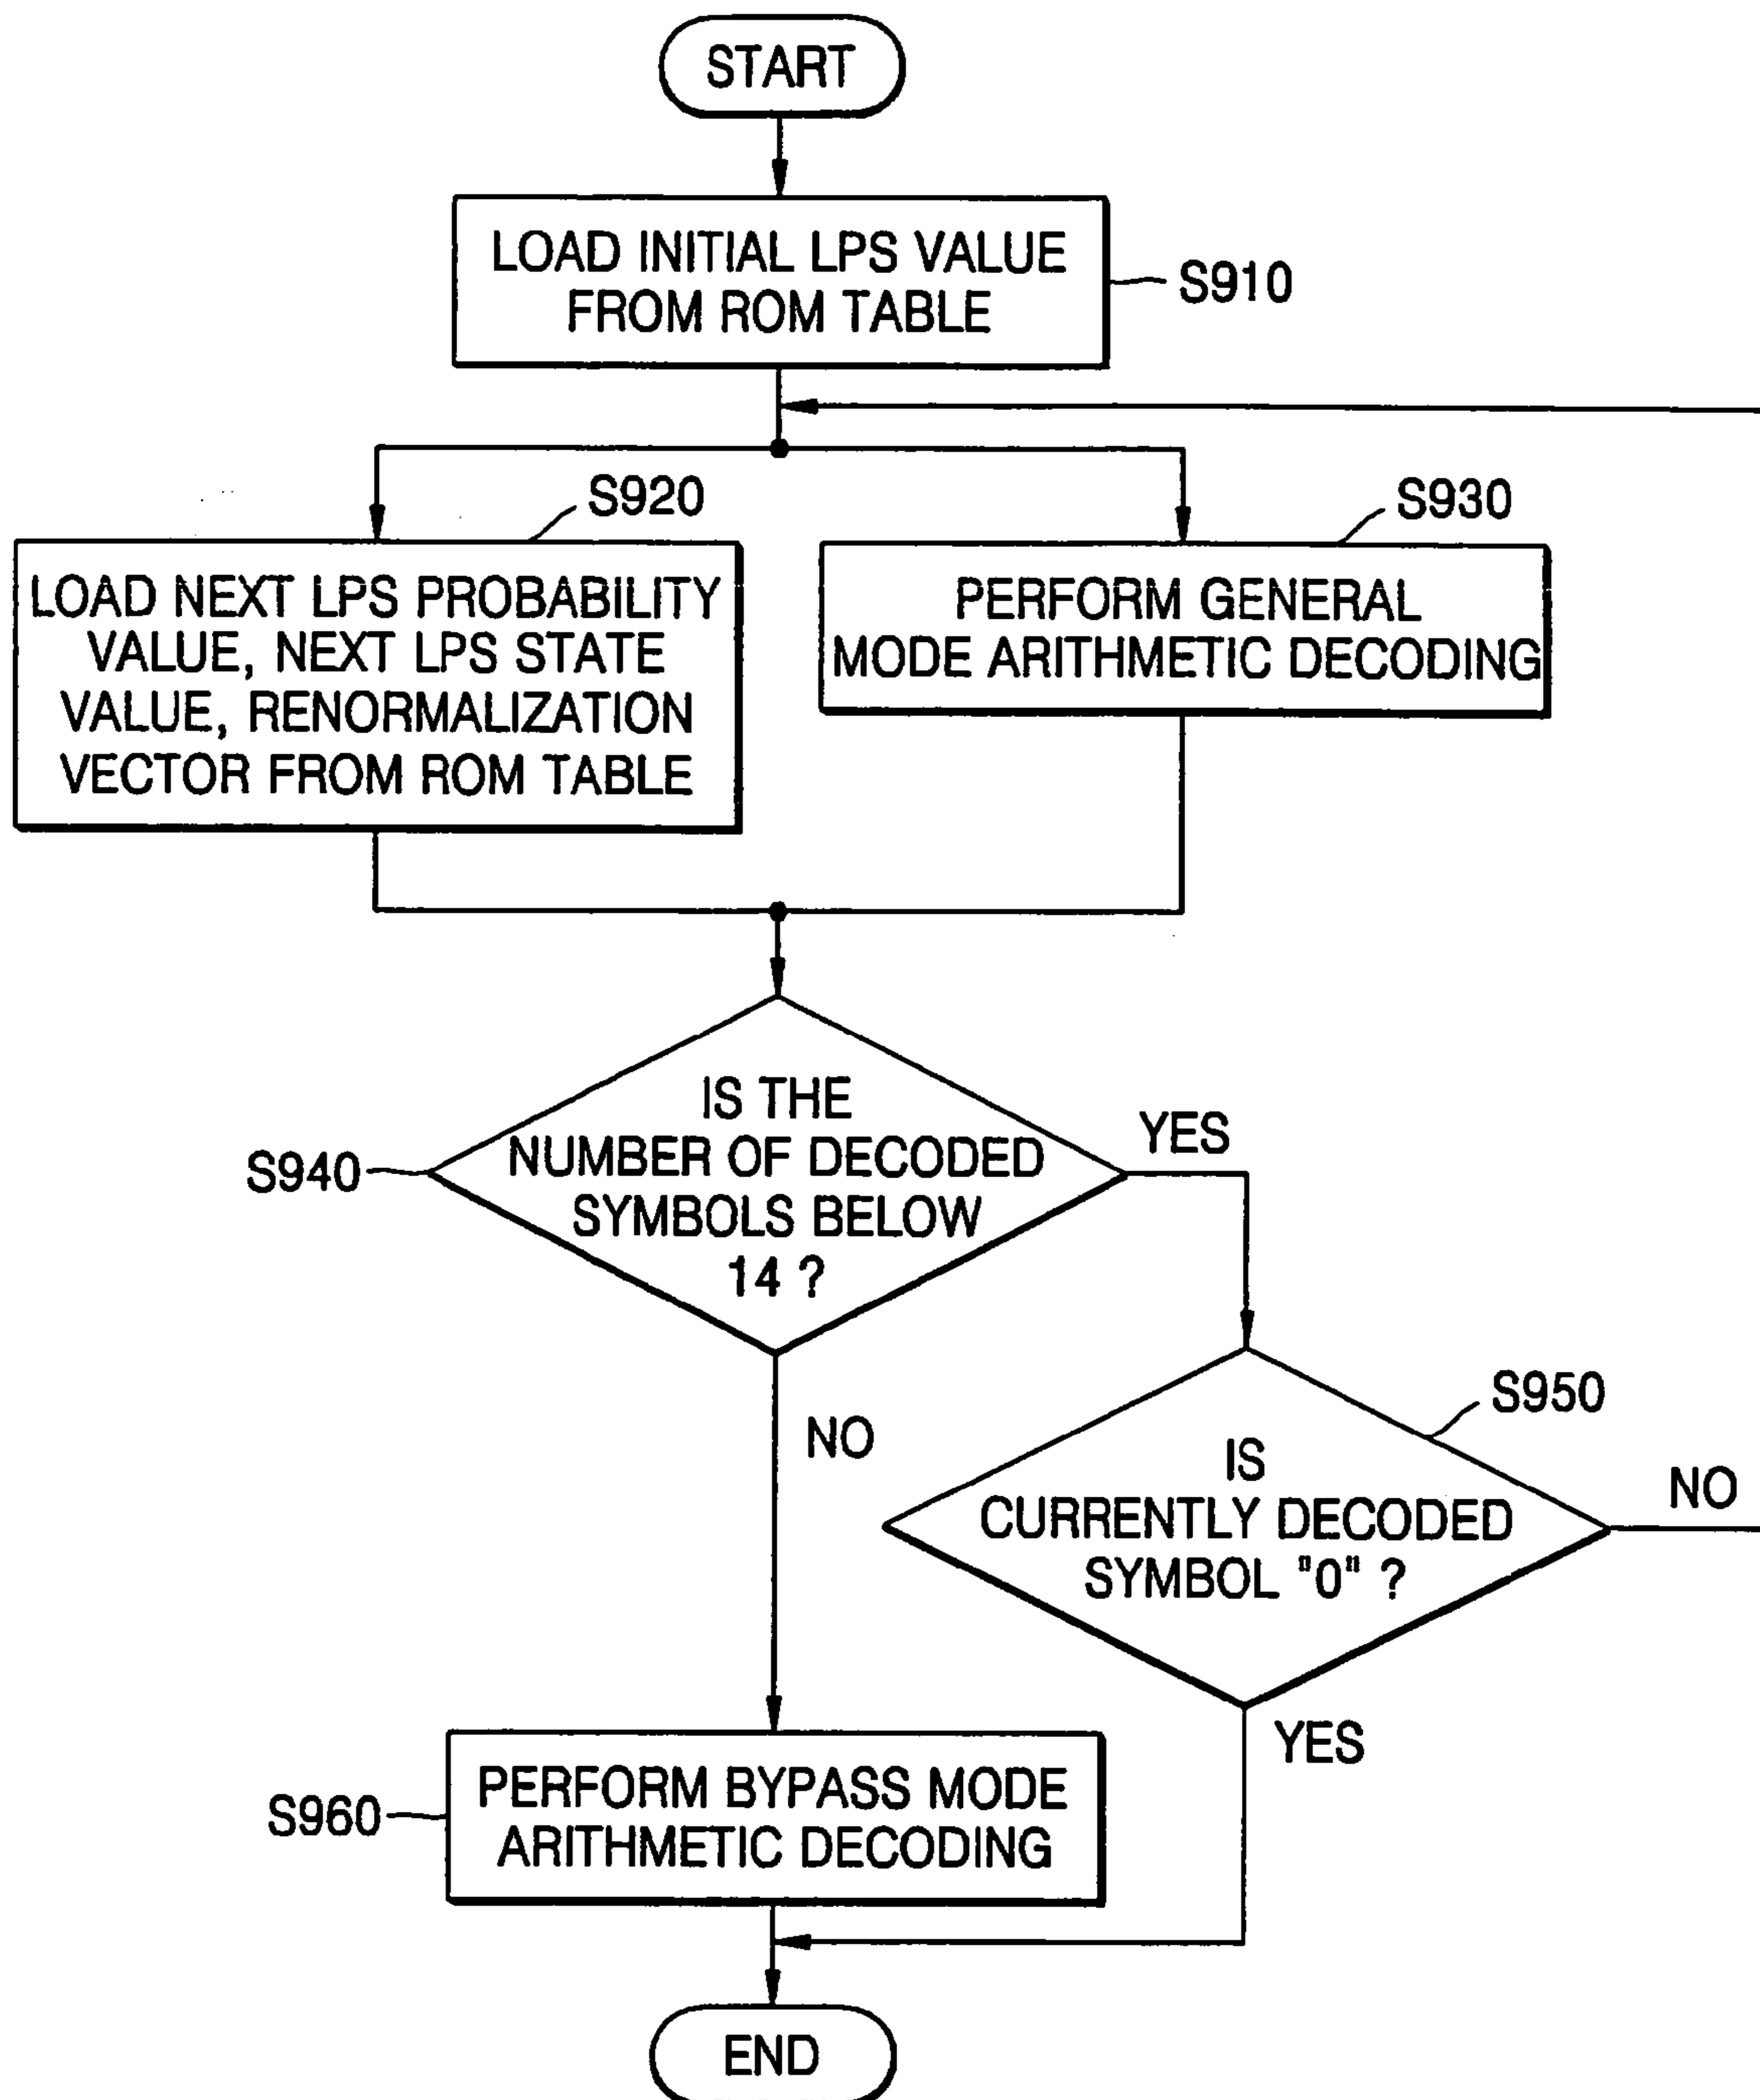 START
LOAD INITIAL LPS VALUE
FROM ROM TABLE
S910
S920
S930
LOAD NEXT LPS PROBABILITY
VALUE, NEXT LPS STATE
VALUE, RENORMALIZATION
VECTOR FROM ROM TABLE
PERFORM GENERAL
MODE ARITHMETIC DECODING
S940
IS THE
NUMBER OF DECODED
SYMBOLS BELOW
14 ?
YES
NO
S950
IS
CURRENTLY DECODED
SYMBOL "0" ?
NO
YES
S960
PERFORM BYPASS MODE
ARITHMETIC DECODING
END